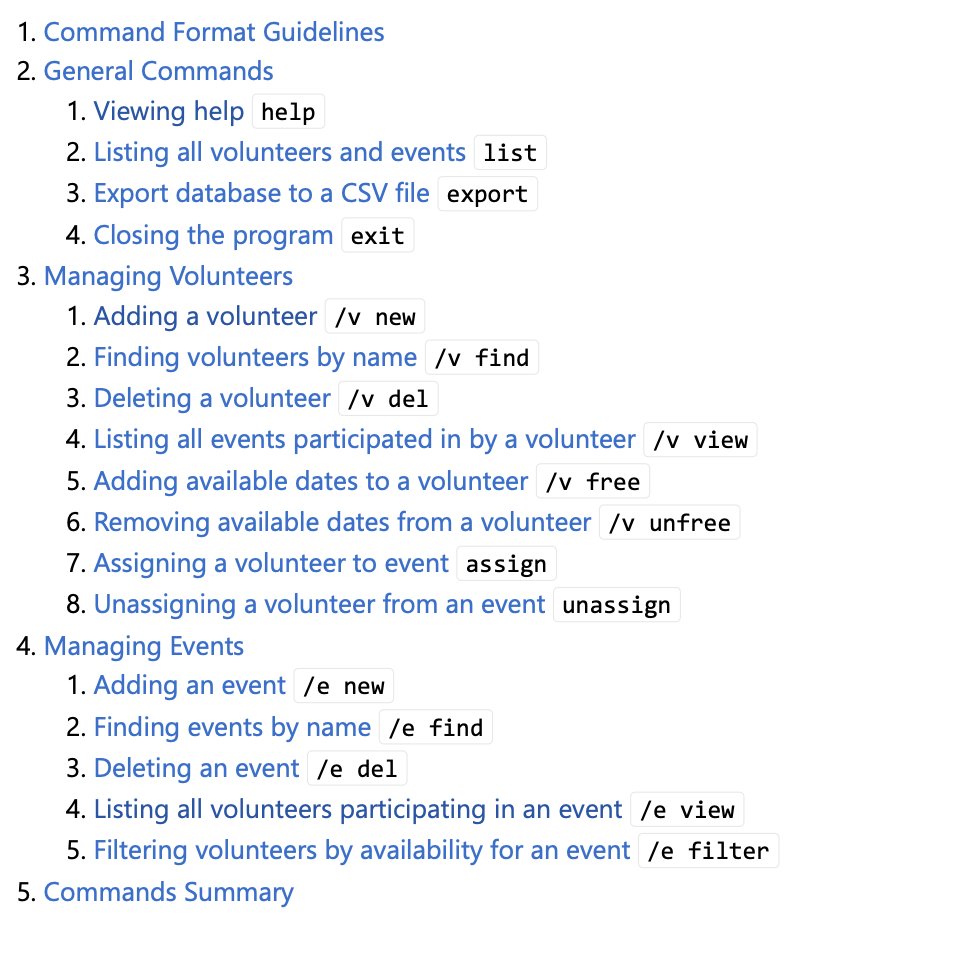 1. Command Format Guidelines
2. General Commands
1. Viewing help help
2. Listing all volunteers and events list
3. Export database to a CSV file export
4. Closing the program exit
3. Managing Volunteers
1. Adding a volunteer /v new
2. Finding volunteers by name /v find
3. Deleting a volunteer /v del
4. Listing all events participated in by a volunteer /v view
5. Adding available dates to a volunteer /v free
6. Removing available dates from a volunteer /v unfree
7. Assigning a volunteer to event assign
8. Unassigning a volunteer from an event unassign
4. Managing Events
1. Adding an event /e new
2. Finding events by name /e find
3. Deleting an event /e del
4. Listing all volunteers participating in an event /e view
5. Filtering volunteers by availability for an event /e filter
5. Commands Summary